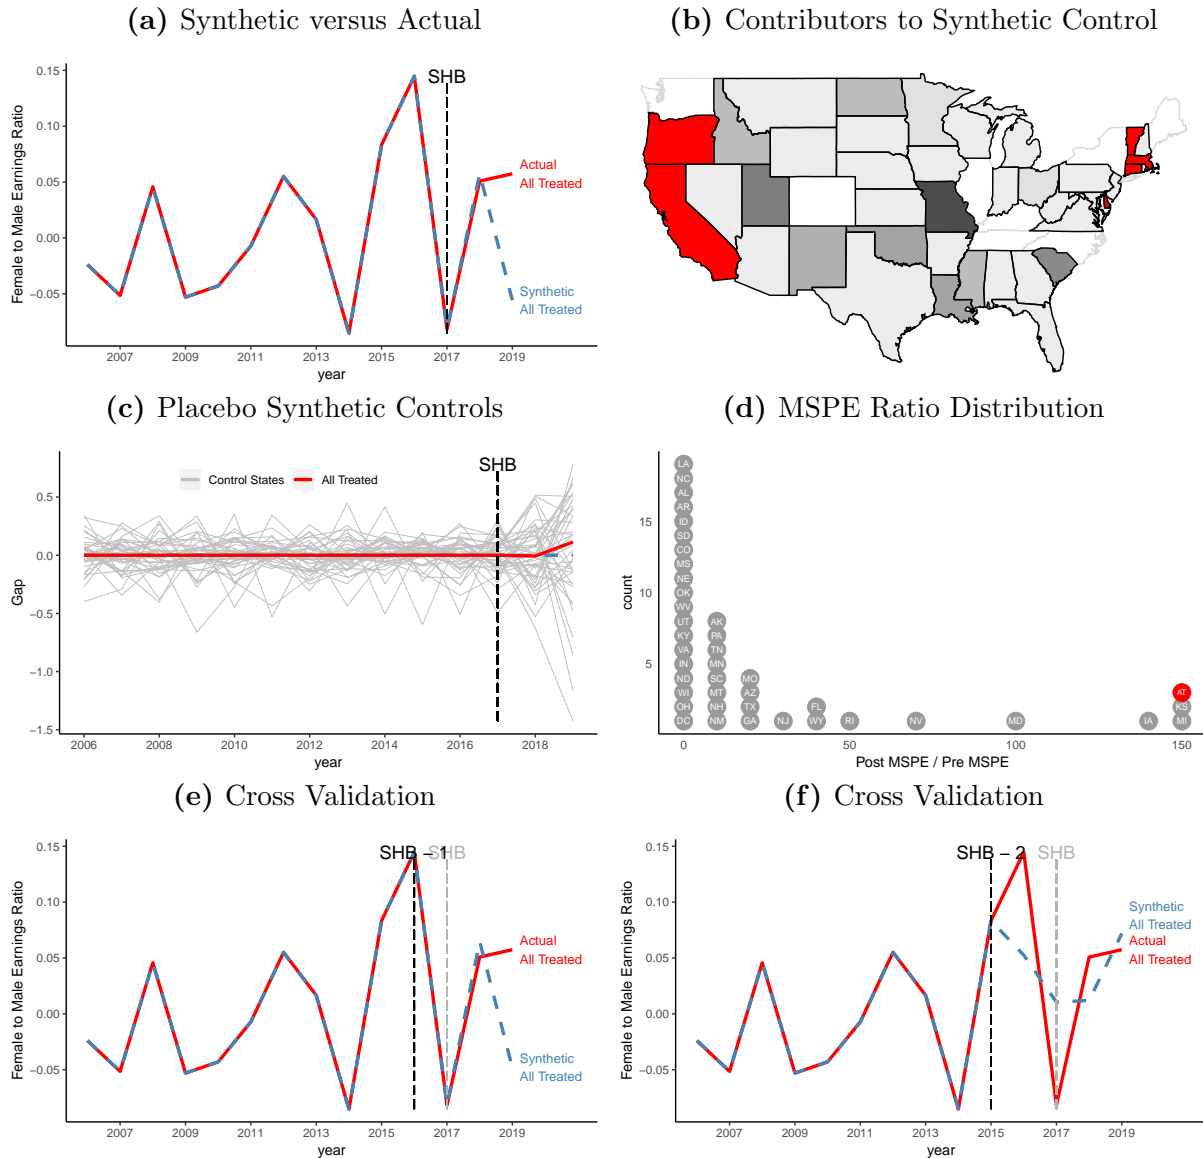 (a) Synthetic versus Actual
0.15
0.10
0.05
0.00
−0.05
Female to Male Earnings Ratio
SHB
Actual
All Treated
Synthetic
All Treated
2007 2009 2011 2013 2015 2017 2019
year
(b) Contributors to Synthetic Control
(c) Placebo Synthetic Controls
0.5
0.0
−0.5
−1.0
−1.5
Gap
Control States All Treated
SHB
2006 2008 2010 2012 2014 2016 2018
year
(d) MSPE Ratio Distribution
15
10
5
count
LA
NC
AL
AR
ID
SD
CO
MS
NE
OK
WV
UT
KY
VA
IN
ND
WI
OH
DC
AK
PA
TN
MN
SC
MT
NH
NM
MO
AZ
TX
GA
NJ
FL
WY
RI
NV
MD
IA
AT
KS
MI
0 50 100 150
Post MSPE / Pre MSPE
(e) Cross Validation
0.15
0.10
0.05
0.00
−0.05
Female to Male Earnings Ratio
SHB − 1
SHB
Actual
All Treated
Synthetic
All Treated
2007 2009 2011 2013 2015 2017 2019
year
(f) Cross Validation
0.15
0.10
0.05
0.00
−0.05
Female to Male Earnings Ratio
SHB − 2
SHB
Synthetic
All Treated
Actual
All Treated
2007 2009 2011 2013 2015 2017 2019
year